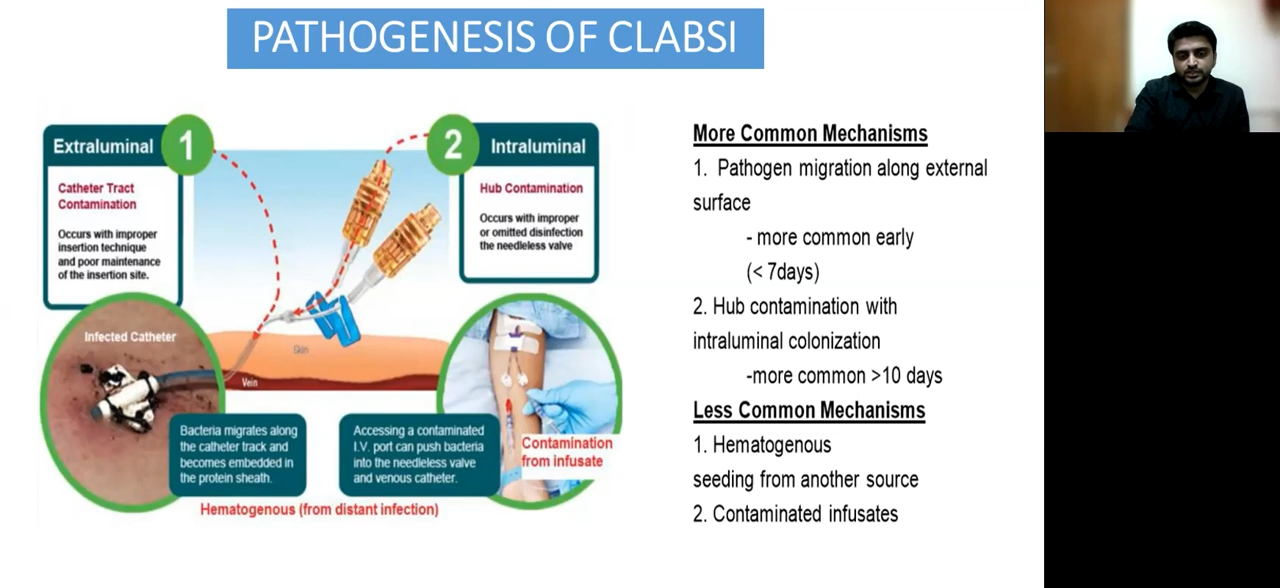 PATHOGENESIS OF CLABSI
Extraluminal
1
Catheter Tract
Contamination
Occurs with improper
insertion technique
and poor maintenance
of the insertion site.
2
Intraluminal
Hub Contamination
Occurs with improper
or omitted disinfection
the needleless valve
Infected Catheter
Skin
Vein
Bacteria migrates along
the catheter track and
becomes embedded in
the protein sheath.
Accessing a contaminated
I.V. port can push bacteria
into the needleless valve
and venous catheter.
Contamination
from infusate
Hematogenous (from distant infection)
More Common Mechanisms
1. Pathogen migration along external
surface
- more common early
(< 7days)
2. Hub contamination with
intraluminal colonization
-more common >10 days
Less Common Mechanisms
1. Hematogenous
seeding from another source
2. Contaminated infusates